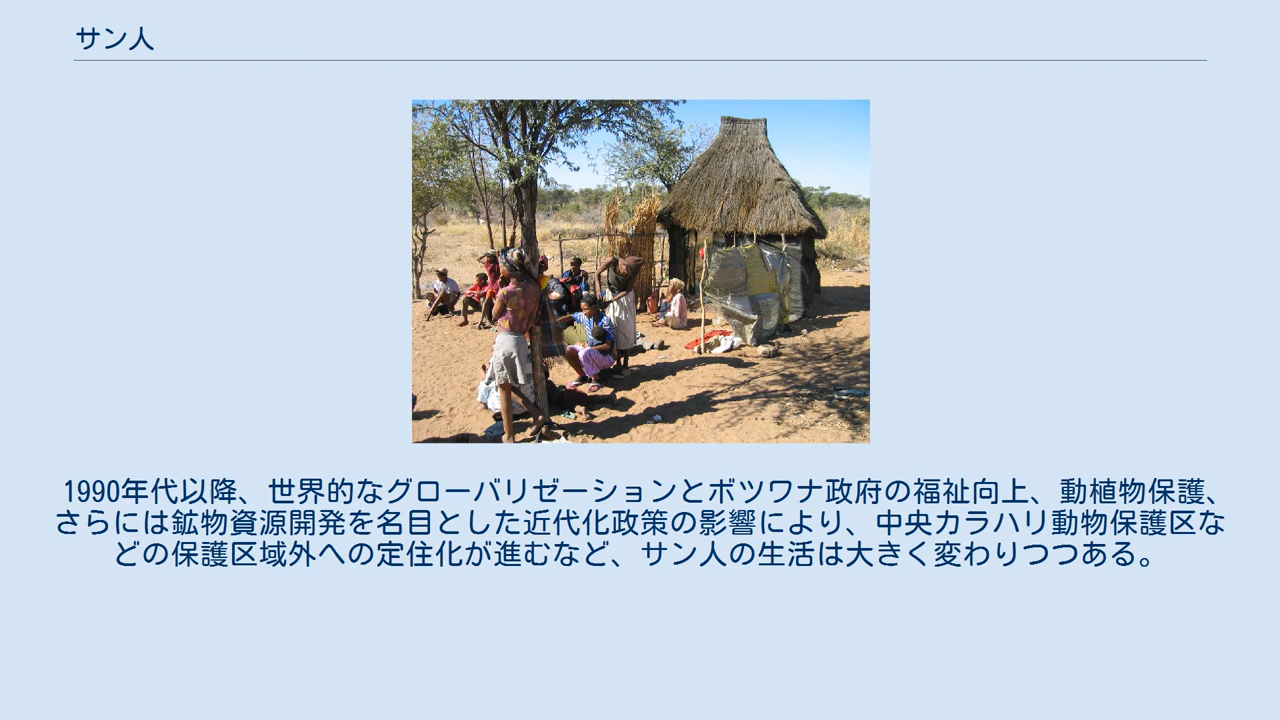 サン人
1990年代以降、世界的なグローバリゼーションとボツワナ政府の福祉向上、動植物保護、
さらには鉱物資源開発を名目とした近代化政策の影響により、中央カラハリ動物保護区な
どの保護区域外への定住化が進むなど、サン人の生活は大きく変わりつつある。